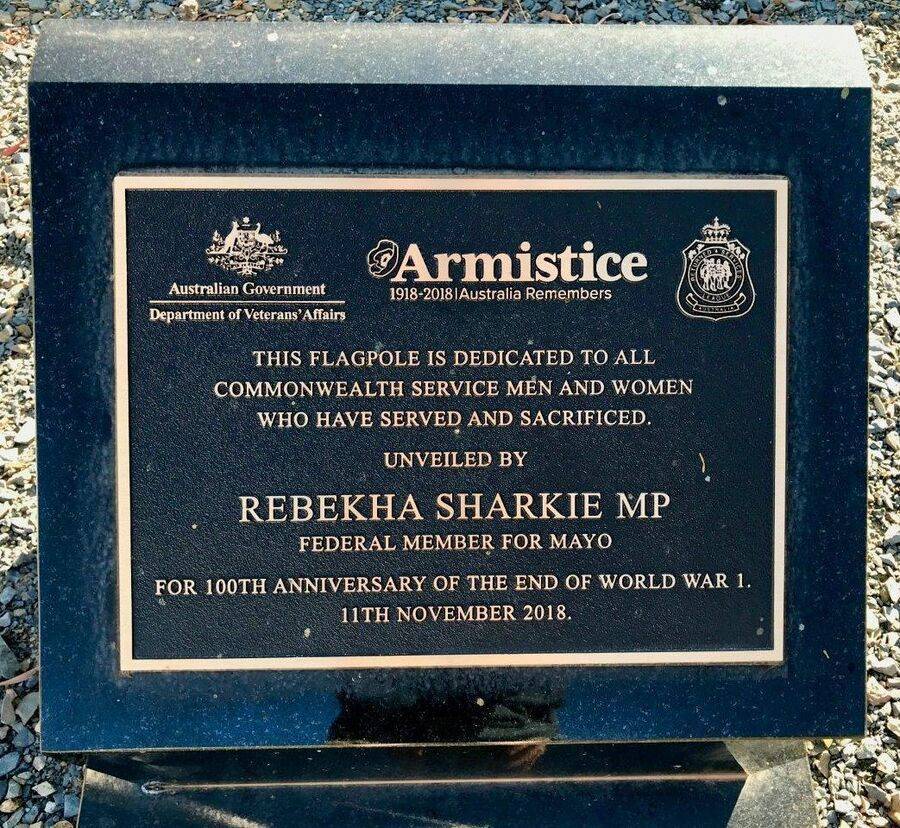 Australian Government
Department of Veterans' Affairs
Armistice
1918-2018 | Australia Remembers
THIS FLAGPOLE IS DEDICATED TO ALL
COMMONWEALTH SERVICE MEN AND WOMEN
WHO HAVE SERVED AND SACRIFICED.
UNVEILED BY
REBEKHA SHARKIE MP
FEDERAL MEMBER FOR MAYO
FOR 100TH ANNIVERSARY OF THE END OF WORLD WAR 1.
11TH NOVEMBER 2018.